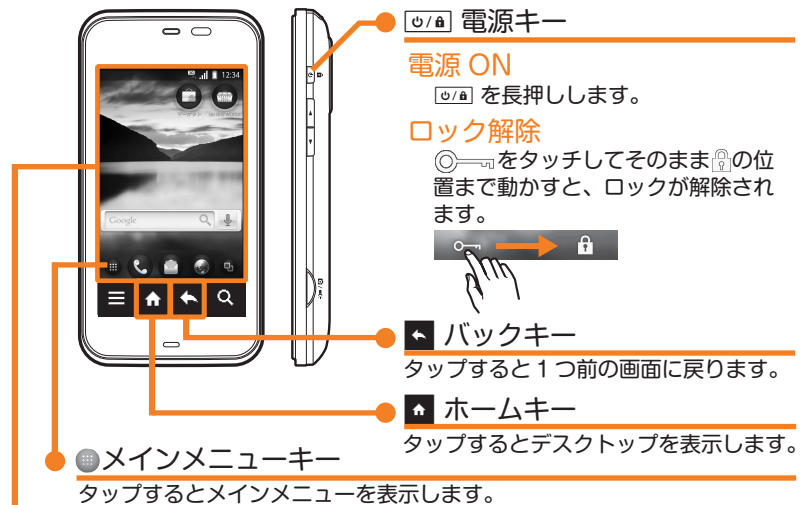 電源キー
電源 ON
を長押しします。
ロック解除
をタッチしてそのままの位
置まで動かすと、ロックが解除され
ます。
12:34
Google
バックキー
タップすると1つ前の画面に戻ります。
ホームキー
タップするとデスクトップを表示します。
メインメニューキー
タップするとメインメニューを表示します。